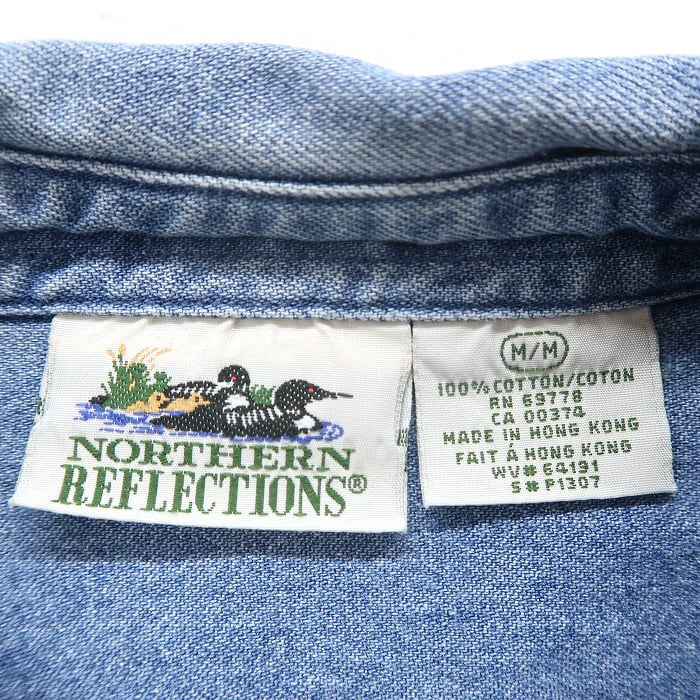 NORTHERN
REFLECTIONS®
M/M
100% COTTON/COTON
RN 69778
CA 00374
MADE IN HONG KONG
FAIT À HONG KONG
WV# 64191
S# P1307